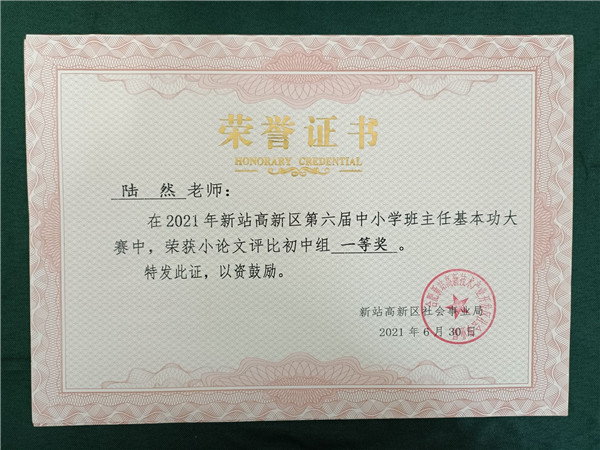 荣誉证书
HONORARY CREDENTIAL
陆 然 老师：
在2021年新站高新区第六届中小学班主任基本功大
赛中，荣获小论文评比初中组 一等奖 。
特发此证，以资鼓励。
新站高新区社会事业局
2021年6月30日